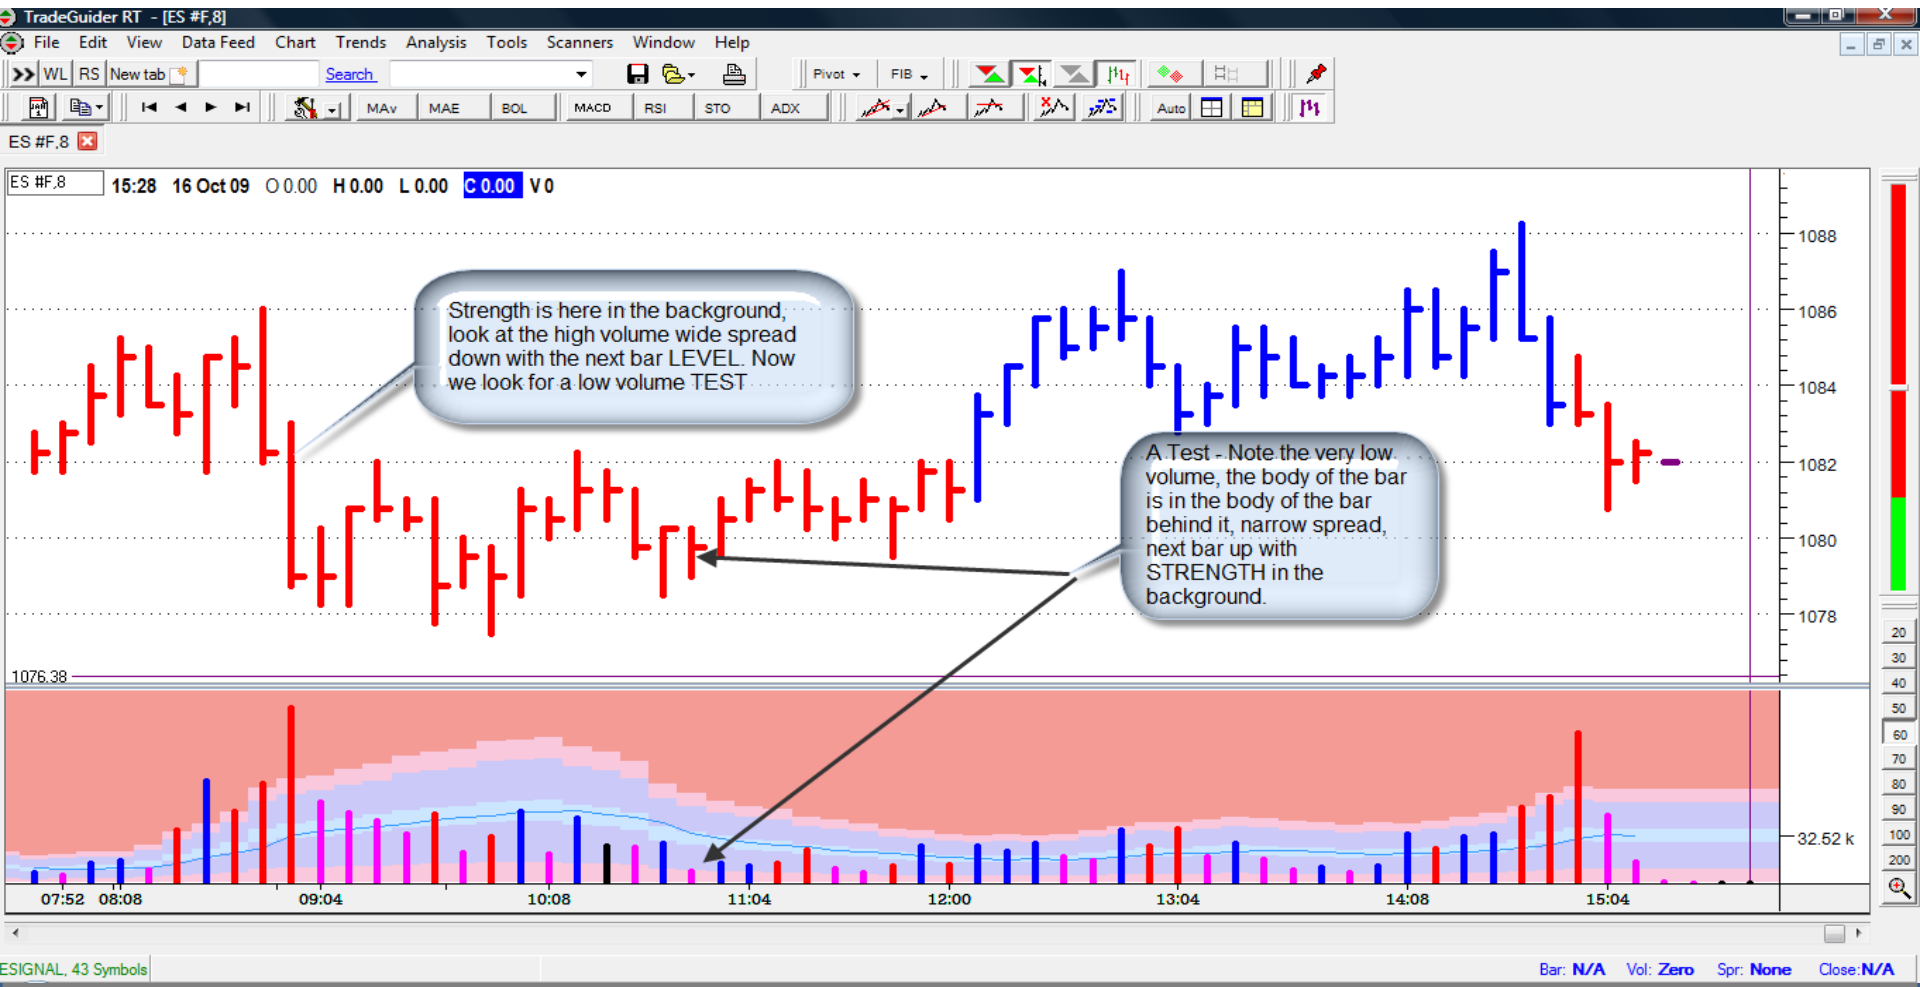 TradeGuider RT - [ES #F,8]
File Edit View Data Feed Chart Trends Analysis Tools Scanners Window Help
WL RS New tab Search Pivot FIB
MAv MAE BOL MACD RSI STO ADX Auto
ES #F,8
ES #F,8 15:28 16 Oct 09 O 0.00 H 0.00 L 0.00 C 0.00 V 0
Strength is here in the background,
look at the high volume wide spread
down with the next bar LEVEL. Now
we look for a low volume TEST
A Test - Note the very low
volume, the body of the bar
is in the body of the bar
behind it, narrow spread,
next bar up with
STRENGTH in the
background.
1088
1086
1084
1082
1080
1078
1076.38
32.52 k
20
30
40
50
60
70
80
90
100
200
07:52 08:08 09:04 10:08 11:04 12:00 13:04 14:08 15:04
ESIGNAL, 43 Symbols
Bar: N/A Vol: Zero Spr: None Close:N/A